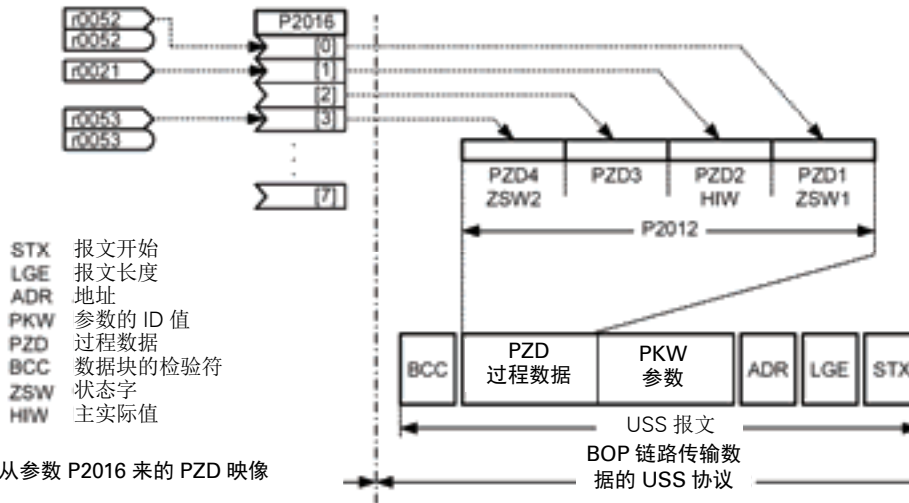 r0052
r0052
r0021
r0053
r0053
P2016
[0]
[1]
[2]
[3]
[7]
PZD4 PZD3 PZD2 PZD1
ZSW2 HIW ZSW1
P2012
STX 报文开始
LGE 报文长度
ADR 地址
PKW 参数的 ID 值
PZD 过程数据
BCC 数据块的检验符
ZSW 状态字
HIW 主实际值
BCC
PZD
过程数据
PKW
参数
ADR
LGE
STX
USS 报文
从参数 P2016 来的 PZD 映像
BOP 链路传输数
据的 USS 协议